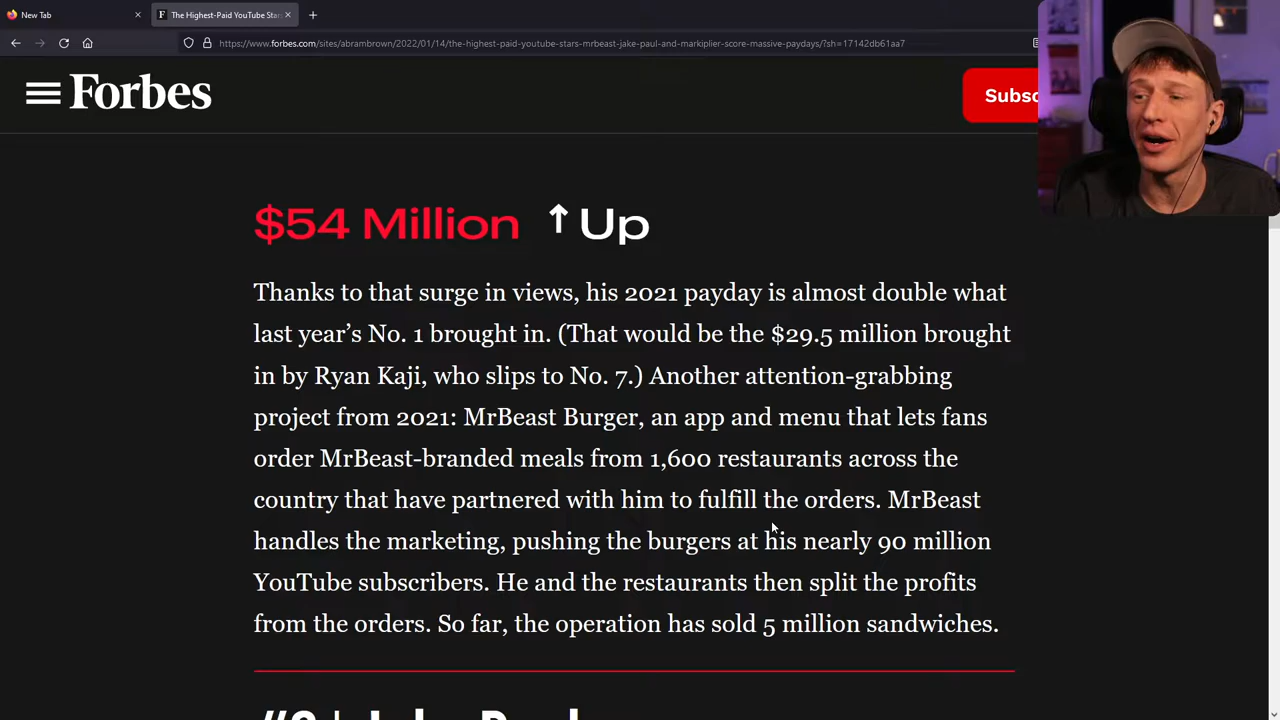 New Tab
The Highest-Paid YouTube Star
https://www.forbes.com/sites/abrambrown/2022/01/14/the-highest-paid-youtube-stars-mrbeast-jake-paul-and-markiplier-score-massive-paydays/?sh=17142db61aa7
Forbes
$54 Million ↑ Up
Thanks to that surge in views, his 2021 payday is almost double what
last year’s No. 1 brought in. (That would be the $29.5 million brought
in by Ryan Kaji, who slips to No. 7.) Another attention-grabbing
project from 2021: MrBeast Burger, an app and menu that lets fans
order MrBeast-branded meals from 1,600 restaurants across the
country that have partnered with him to fulfill the orders. MrBeast
handles the marketing, pushing the burgers at his nearly 90 million
YouTube subscribers. He and the restaurants then split the profits
from the orders. So far, the operation has sold 5 million sandwiches.